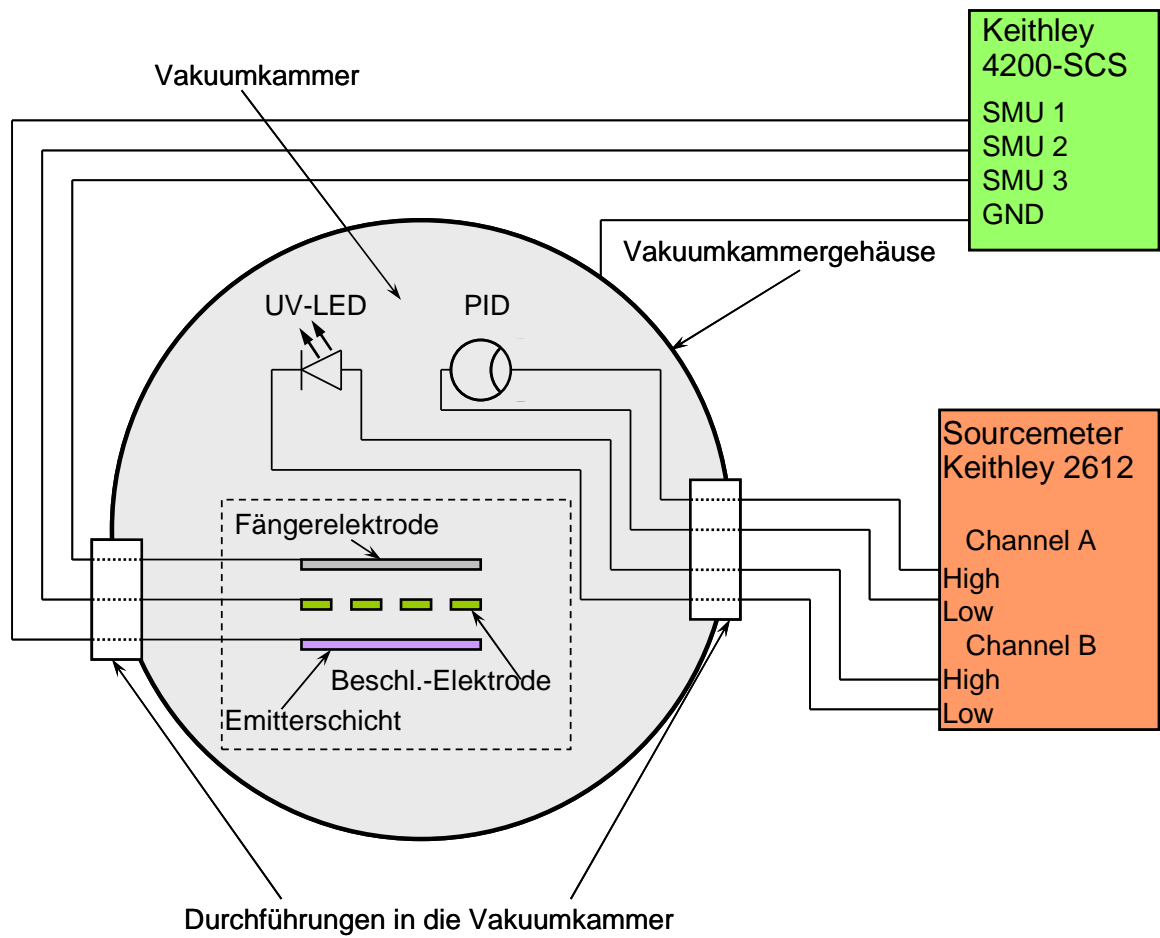 Keithley
4200-SCS
SMU 1
SMU 2
SMU 3
GND
Vakuumkammer
Vakuumkammergehäuse
UV-LED
PID
Sourcemeter
Keithley 2612
Channel A
High
Low
Channel B
High
Low
Fängerelektrode
Beschl.-Elektrode
Emitterschicht
Durchführungen in die Vakuumkammer